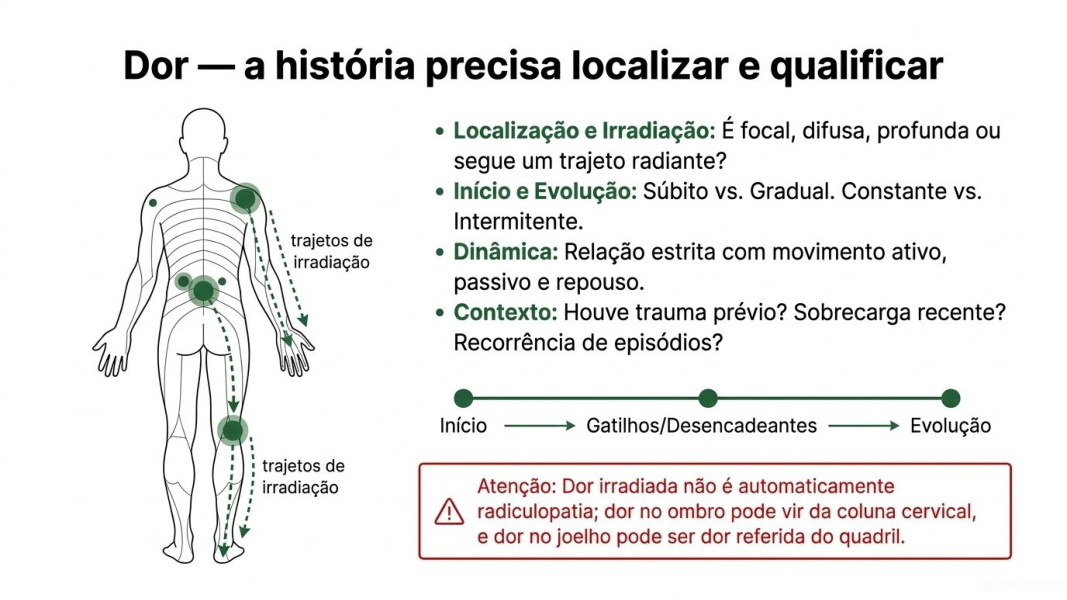 Dor — a história precisa localizar e qualificar
trajetos de
irradiação
trajetos de
irradiação
• Localização e Irradiação: É focal, difusa, profunda ou
segue um trajeto radiante?
• Início e Evolução: Súbito vs. Gradual. Constante vs.
Intermitente.
• Dinâmica: Relação estrita com movimento ativo,
passivo e repouso.
• Contexto: Houve trauma prévio? Sobrecarga recente?
Recorrência de episódios?
Início → Gatilhos/Desencadeantes → Evolução
Atenção: Dor irradiada não é automaticamente
radiculopatia; dor no ombro pode vir da coluna cervical,
e dor no joelho pode ser dor referida do quadril.